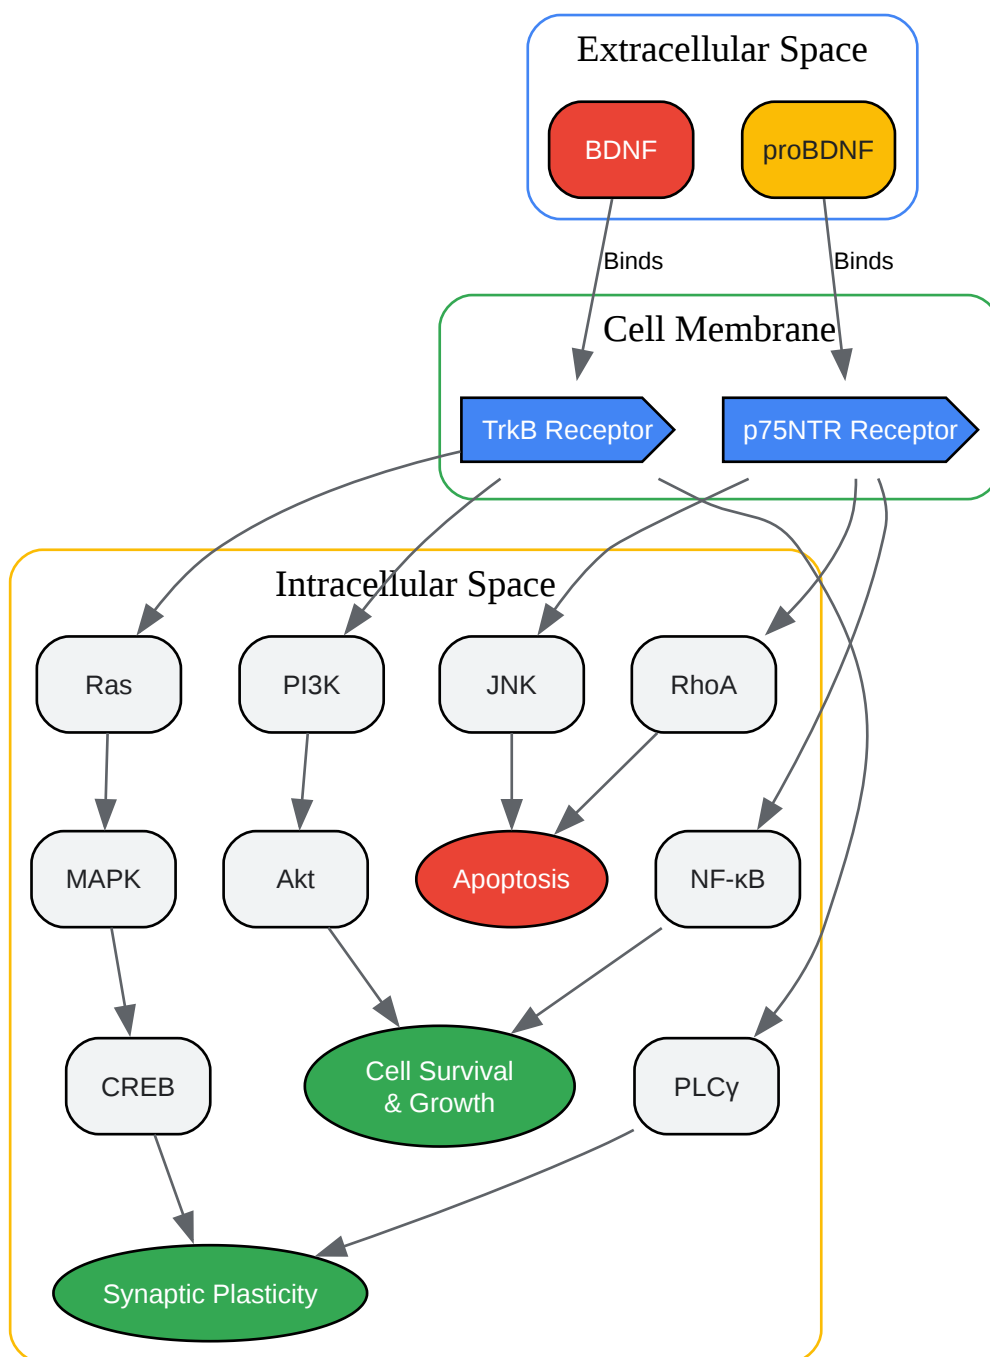 Extracellular Space
BDNF
proBDNF
Binds
Binds
Cell Membrane
TrkB Receptor
p75NTR Receptor
Intracellular Space
Ras
PI3K
JNK
RhoA
MAPK
Akt
Apoptosis
NF-κB
CREB
Cell Survival
& Growth
PLCγ
Synaptic Plasticity